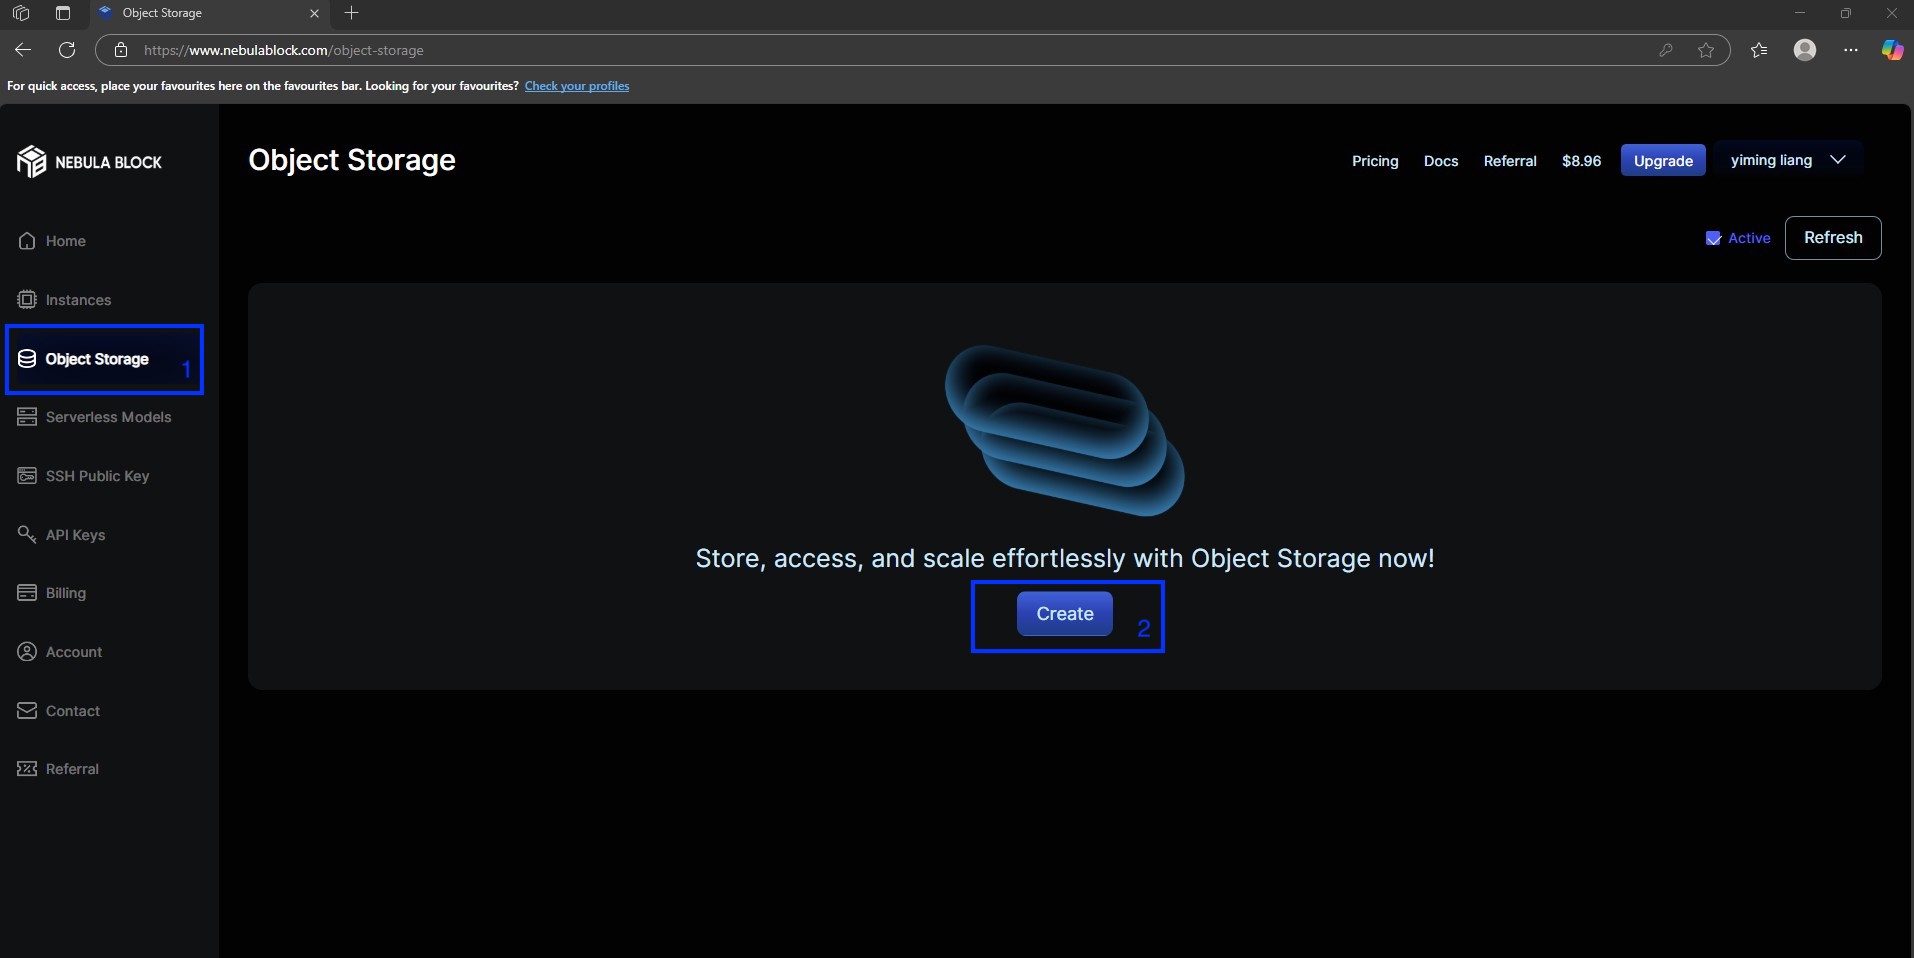 Object Storage
https://www.nebulablock.com/object-storage
For quick access, place your favourites here on the favourites bar. Looking for your favourites? Check your profiles
NEBULA BLOCK
Object Storage
Pricing Docs Referral $8.96 Upgrade yiming liang
Active Refresh
Home
Instances
Object Storage 1
Serverless Models
SSH Public Key
API Keys
Billing
Account
Contact
Referral
Store, access, and scale effortlessly with Object Storage now!
Create 2